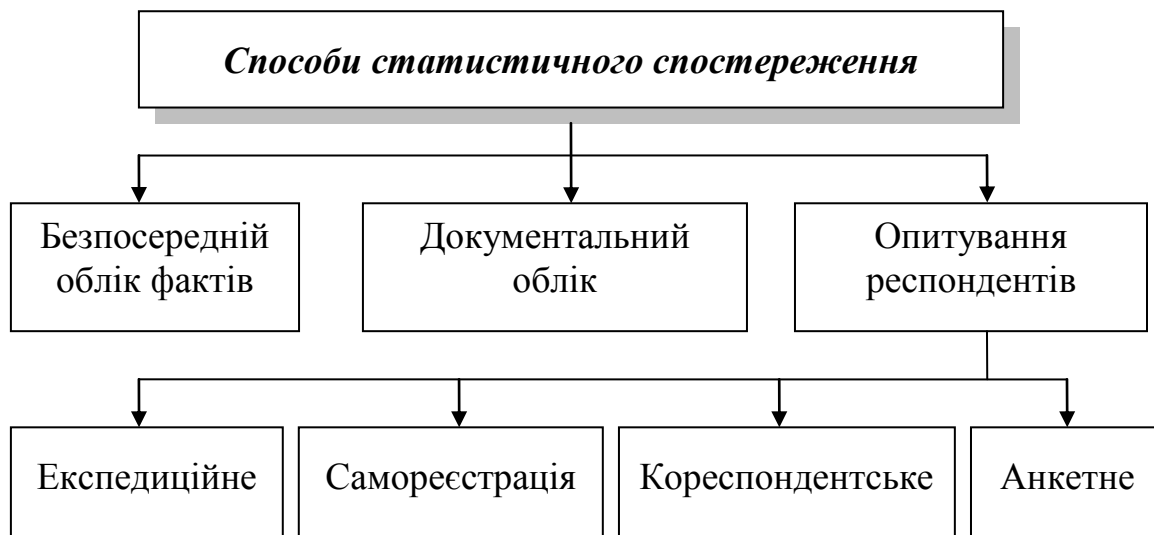 Способи статистичного спостереження
Безпосередній
облік фактів
Документальний
облік
Опитування
респондентів
Експедиційне
Самореєстрація
Кореспондентське
Анкетне